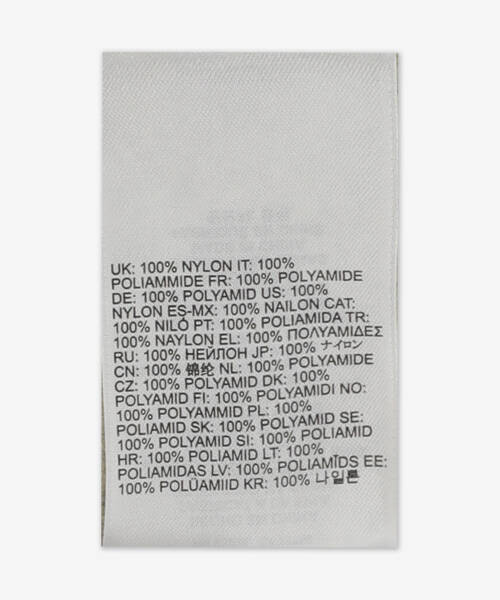 UK: 100% NYLON IT: 100%
POLIAMMIDE FR: 100% POLYAMIDE
DE: 100% POLYAMID US: 100%
NYLON ES-MX: 100% NAILON CAT:
100% NILÓ PT: 100% POLIAMIDA TR:
100% NAYLON EL: 100% ΠΟΛΥΑΜΙΔΕΣ
RU: 100% НЕЙЛОН JP: 100% ナイロン
CN: 100% 锦纶 NL: 100% POLYAMIDE
CZ: 100% POLYAMID DK: 100%
POLYAMID FI: 100% POLYAMIDI NO:
100% POLYAMMID PL: 100%
POLIAMID SK: 100% POLYAMID SE:
100% POLYAMID SI: 100% POLIAMID
HR: 100% POLIAMID LT: 100%
POLIAMIDAS LV: 100% POLIAMĪDS EE:
100% POLÜAMIID KR: 100% 나일론